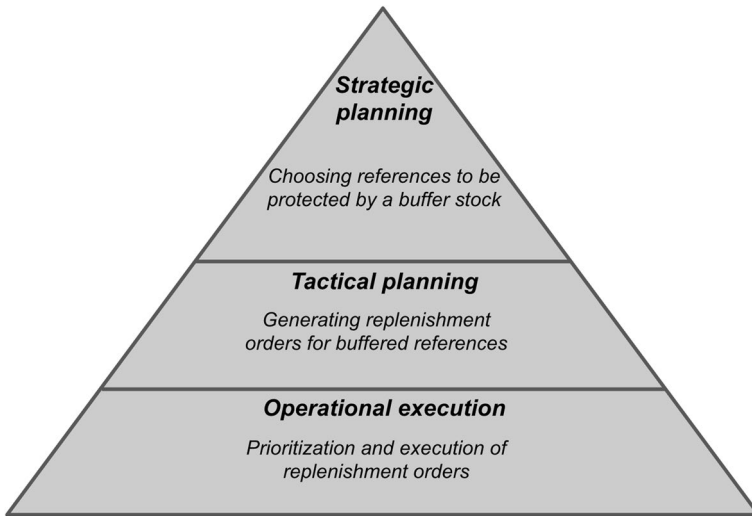 Strategic
planning
Choosing references to be
protected by a buffer stock
Tactical planning
Generating replenishment
orders for buffered references
Operational execution
Prioritization and execution of
replenishment orders